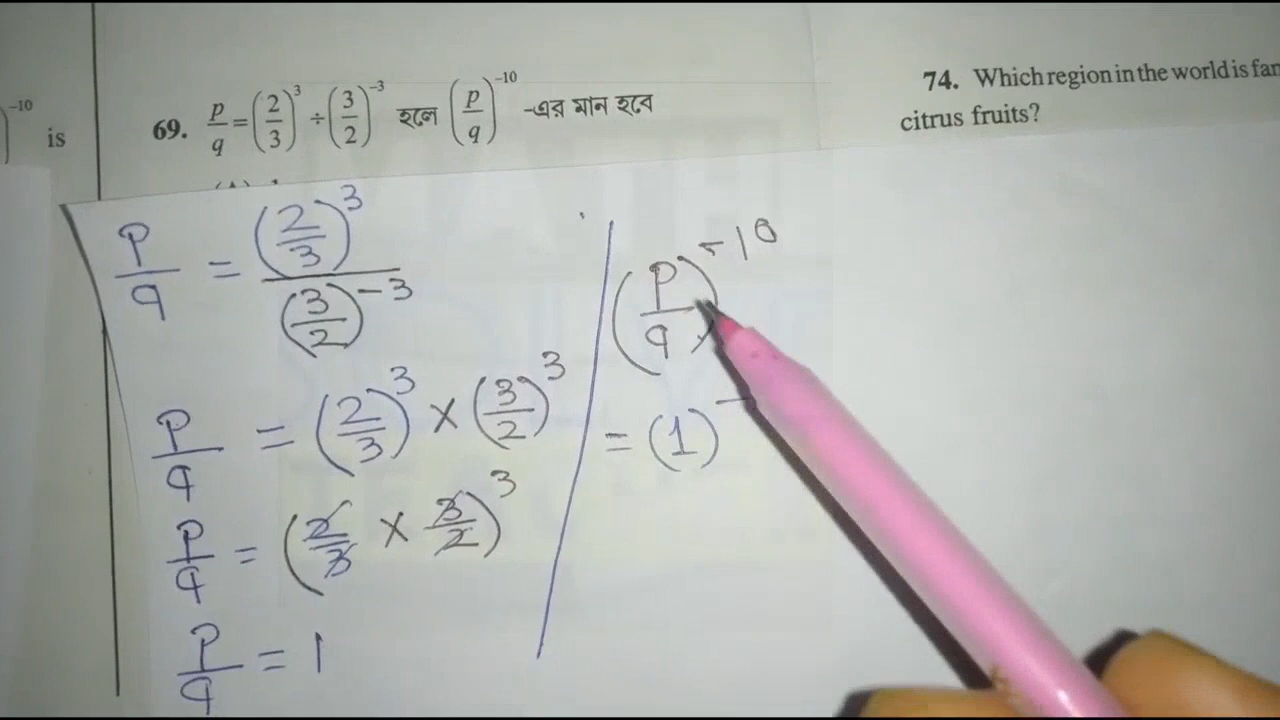 )^-10 is
69. p/q = (2/3)^3 ÷ (3/2)^-3 হলে (p/q)^-10 -এর মান হবে
74. Which region in the world is fam
citrus fruits?
P/q = (2/3)^3 / (3/2)^-3
P/q = (2/3)^3 × (3/2)^3
P/q = (2/3 × 3/2)^3
P/q = 1
(P/q)^-10
= (1)^-